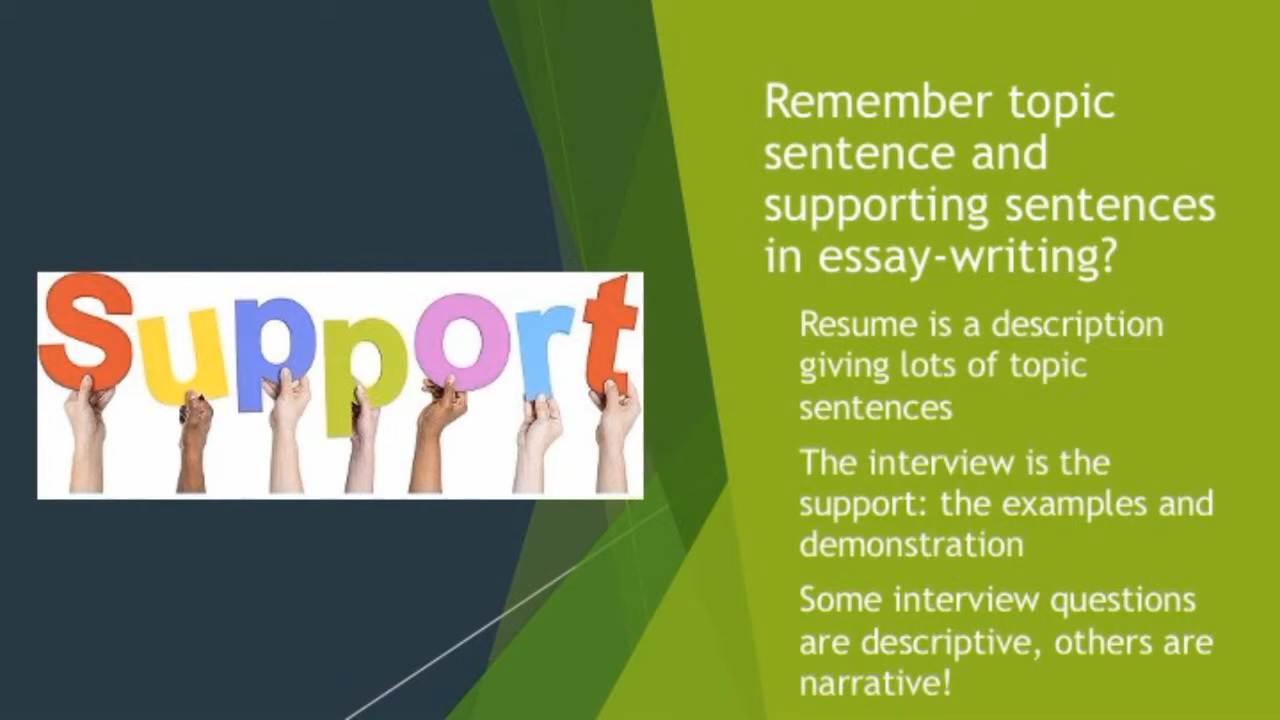 Support
Remember topic
sentence and
supporting sentences
in essay-writing?
Resume is a description
giving lots of topic
sentences
The interview is the
support: the examples and
demonstration
Some interview questions
are descriptive, others are
narrative!